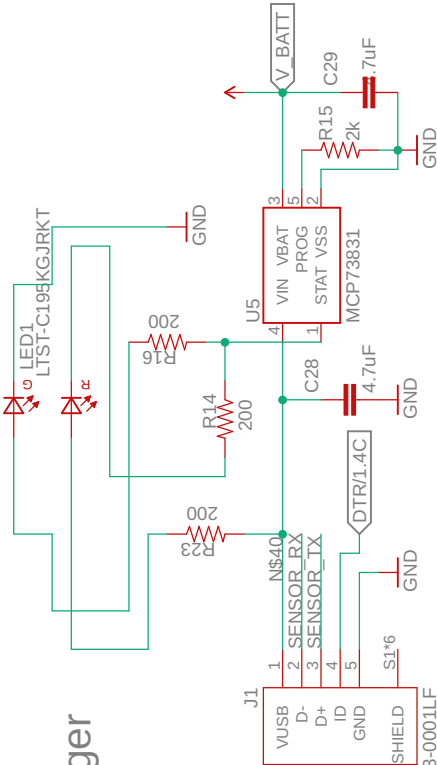 V_BATT
C29
.7uF
R15
2k
GND
3
5
2
VBAT
PROG
VSS
VIN
STAT
U5
MCP73831
4
1
GND
LED1
LTST-C195KGJRKT
G
R
200
R16
R14
200
C28
4.7uF
GND
DTR/1.4C
200
R23
N$40
SENSOR_RX
SENSOR_TX
GND
1
2
3
4
5
S1*6
J1
VUSB
D-
D+
ID
GND
SHIELD
3-0001LF
ger